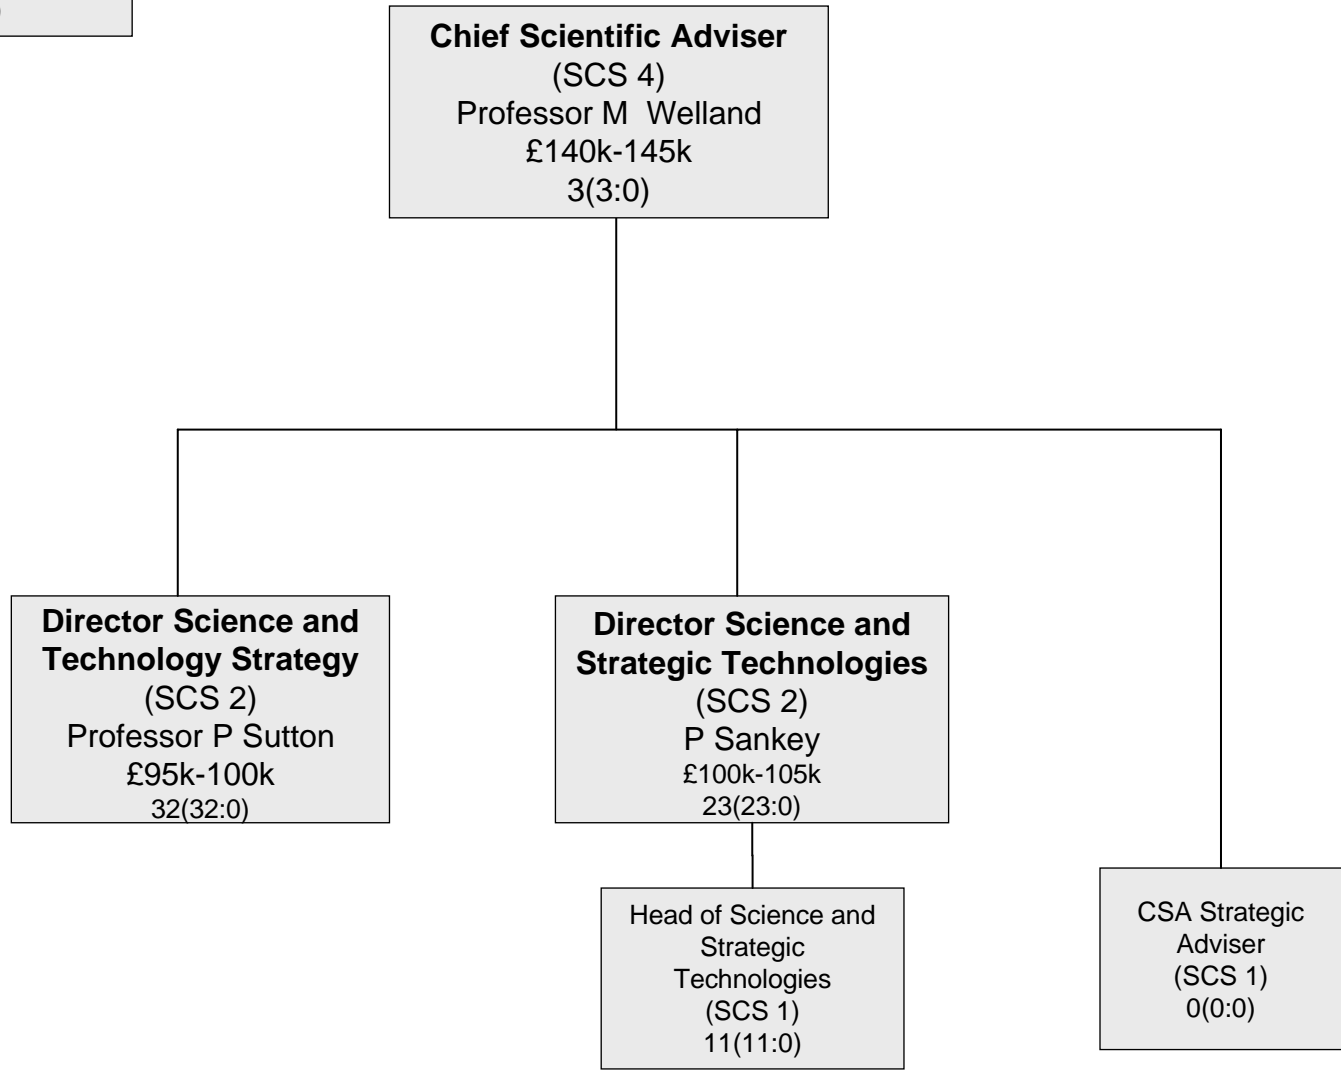 )
Chief Scientific Adviser
(SCS 4)
Professor M  Welland
£140k-145k
3(3:0)
Director Science and
Technology Strategy
(SCS 2)
Professor P Sutton
£95k-100k
32(32:0)
Director Science and
Strategic Technologies
(SCS 2)
P Sankey
£100k-105k
23(23:0)
Head of Science and
Strategic
Technologies
(SCS 1)
11(11:0)
CSA Strategic
Adviser
(SCS 1)
0(0:0)